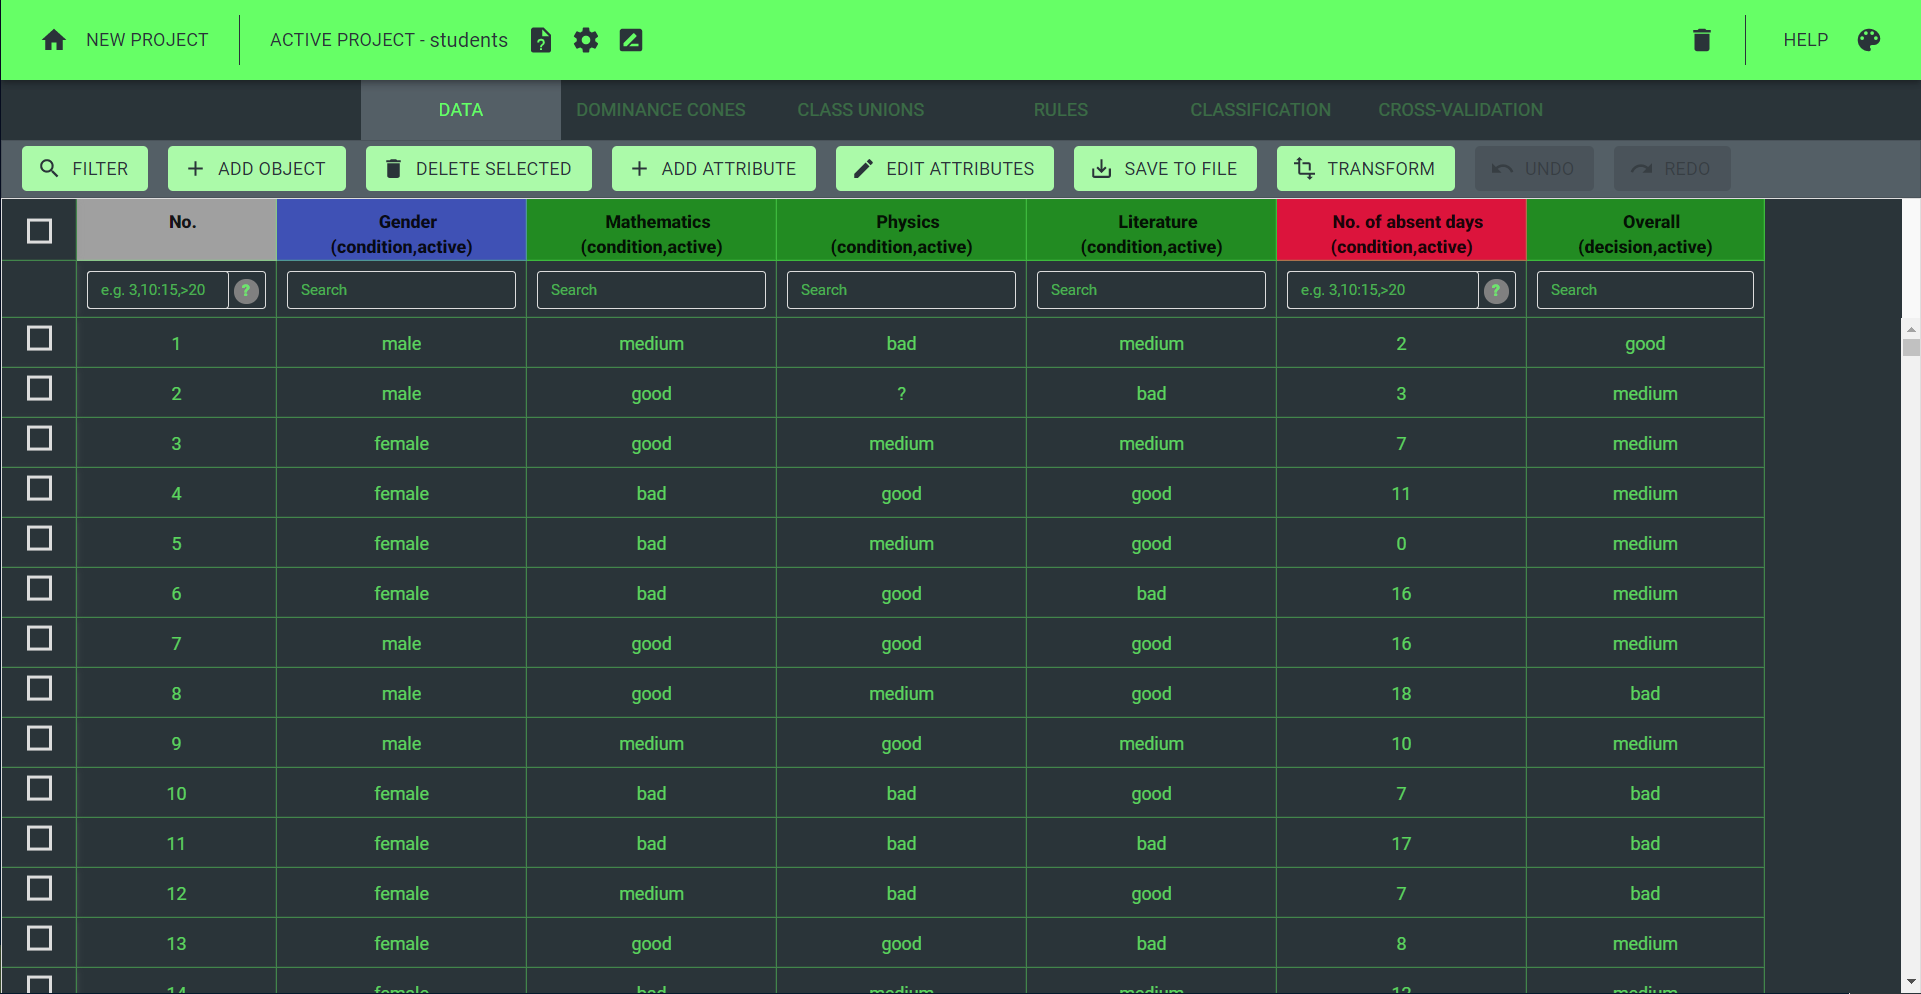 NEW PROJECT ACTIVE PROJECT - students HELP
DATA DOMINANCE CONES CLASS UNIONS RULES CLASSIFICATION CROSS-VALIDATION
FILTER ADD OBJECT DELETE SELECTED ADD ATTRIBUTE EDIT ATTRIBUTES SAVE TO FILE TRANSFORM UNDO REDO
No. Gender Mathematics Physics Literature No. of absent days Overall
(condition,active) (condition,active) (condition,active) (condition,active) (condition,active) (decision,active)
e.g. 3,10:15,>20 ? Search Search Search Search e.g. 3,10:15,>20 ? Search
1 male medium bad medium 2 good
2 male good ? bad 3 medium
3 female good medium medium 7 medium
4 female bad good good 11 medium
5 female bad medium good 0 medium
6 female bad good bad 16 medium
7 male good good good 16 medium
8 male good medium good 18 bad
9 male medium good medium 10 medium
10 female bad bad good 7 bad
11 female bad bad bad 17 bad
12 female medium bad good 7 bad
13 female good good bad 8 medium
14 female bad medium medium 12 medium